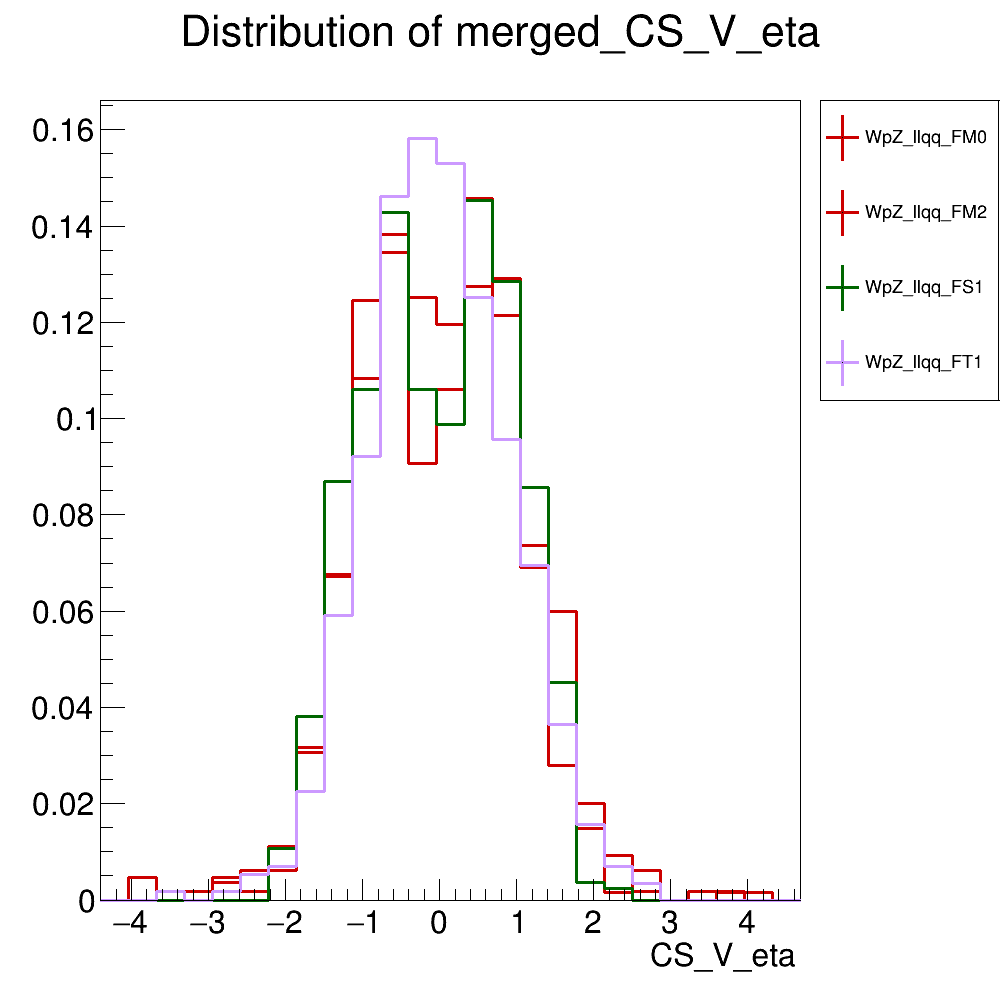 Distribution of merged_CS_V_eta
0.16
0.14
0.12
0.1
0.08
0.06
0.04
0.02
0
−4 −3 −2 −1 0 1 2 3 4
CS_V_eta
WpZ_llqq_FM0
WpZ_llqq_FM2
WpZ_llqq_FS1
WpZ_llqq_FT1